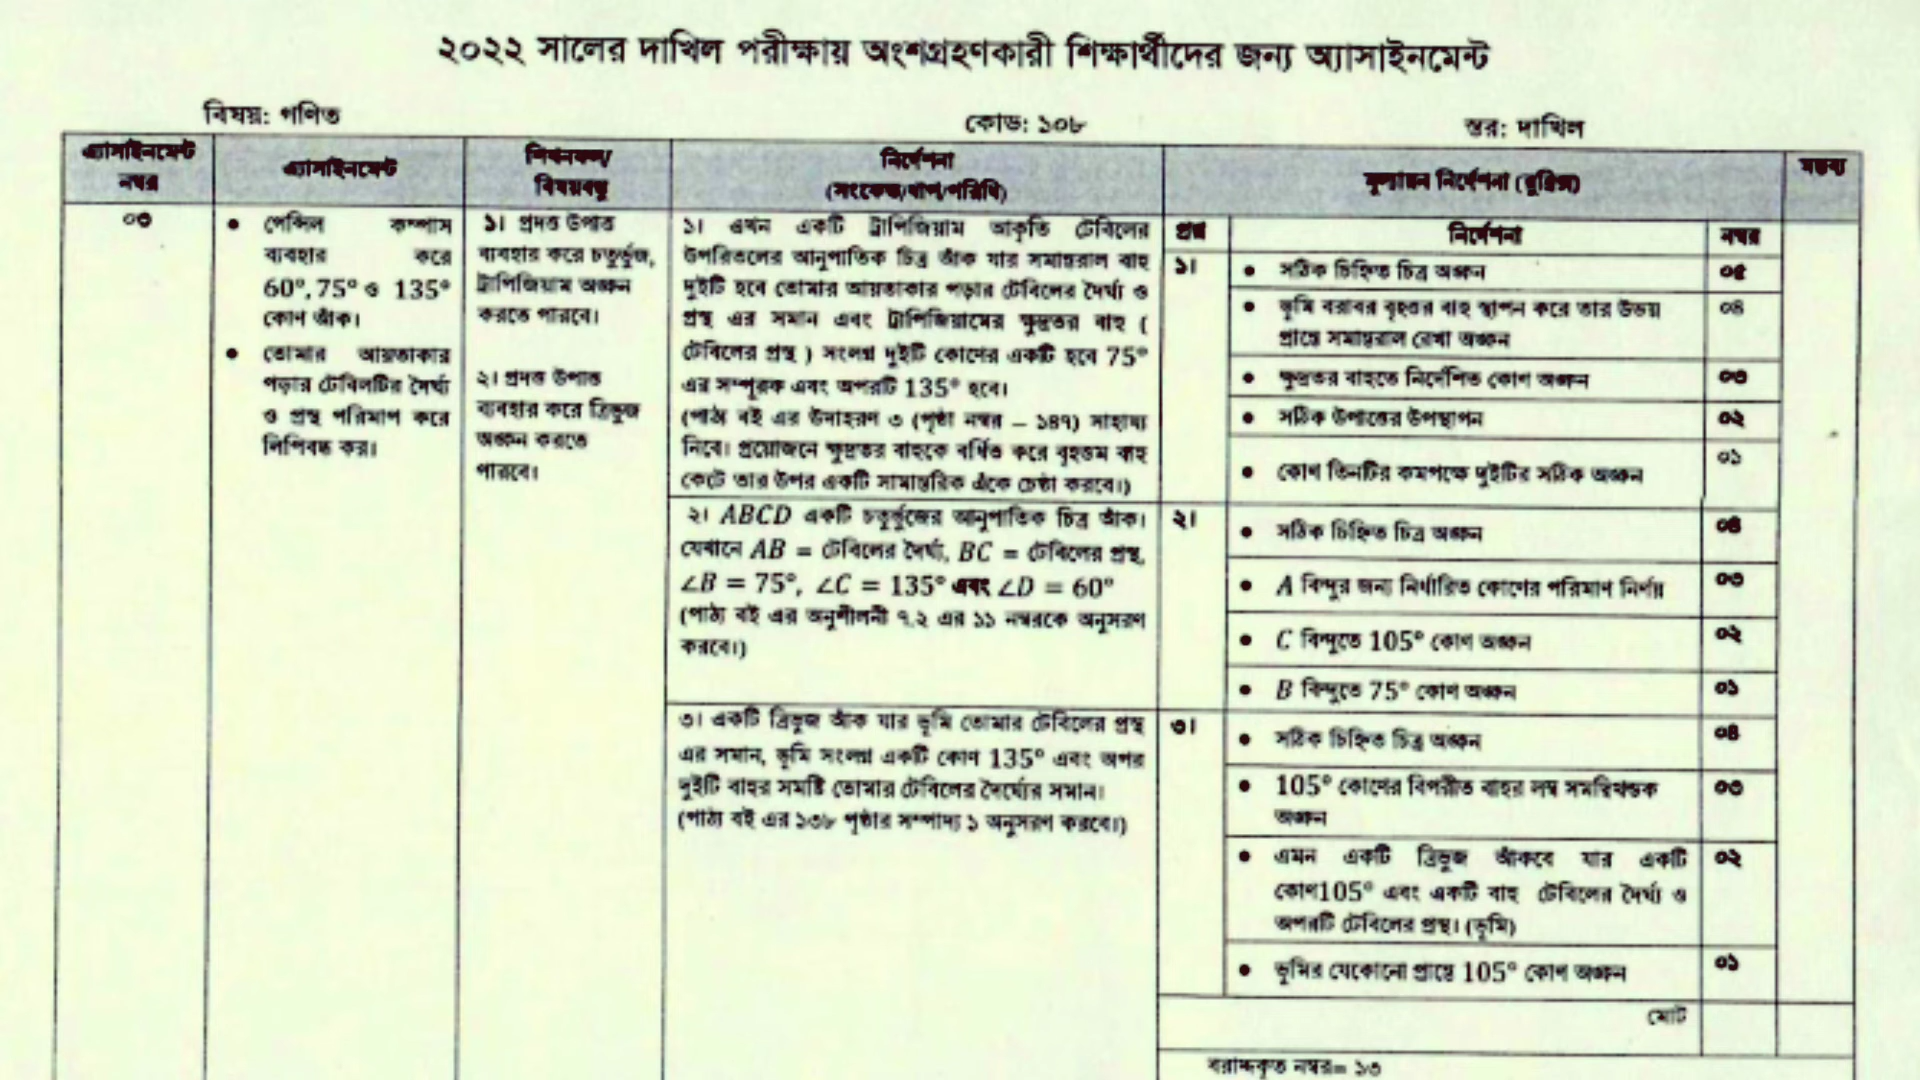 ২০২২ সালের দাখিল পরীক্ষায় অংশগ্রহণকারী শিক্ষার্থীদের জন্য অ্যাসাইনমেন্ট
বিষয়: গণিত
কোড: ১০৮
স্তর: দাখিল
এ্যাসাইনমেন্ট
নম্বর
এ্যাসাইনমেন্ট
শিখনফল/
বিষয়বস্তু
নির্দেশনা
(সংকেত/ধাপ/পরিধি)
মূল্যায়ন নির্দেশনা (রুব্রিক্স)
মন্তব্য
০৩
● পেন্সিল কম্পাস
ব্যবহার করে
60°, 75° ও 135°
কোণ আঁক।
● তোমার আয়তাকার
পড়ার টেবিলটির দৈর্ঘ্য
ও প্রস্থ পরিমাপ করে
লিপিবদ্ধ কর।
১। প্রদত্ত উপাত্ত
ব্যবহার করে চতুর্ভুজ,
ট্রাপিজিয়াম অঙ্কন
করতে পারবে।
২। প্রদত্ত উপাত্ত
ব্যবহার করে ত্রিভুজ
অঙ্কন করতে
পারবে।
১। এখন একটি ট্রাপিজিয়াম আকৃতি টেবিলের
উপরিতলের আনুপাতিক চিত্র আঁক যার সমান্তরাল বাহু
দুইটি হবে তোমার আয়তাকার পড়ার টেবিলের দৈর্ঘ্য ও
প্রস্থ এর সমান এবং ট্রাপিজিয়ামের ক্ষুদ্রতর বাহু (
টেবিলের প্রস্থ ) সংলগ্ন দুইটি কোণের একটি হবে 75°
এর সম্পূরক এবং অপরটি 135° হবে।
(পাঠ্য বই এর উদাহরণ ৩ (পৃষ্ঠা নম্বর – ১৪৭) সাহায্য
নিবে। প্রয়োজনে ক্ষুদ্রতর বাহুকে বর্ধিত করে বৃহত্তম বাহু
কেটে তার উপর একটি সামান্তরিক এঁকে চেষ্টা করবে।)
২। ABCD একটি চতুর্ভুজের আনুপাতিক চিত্র আঁক।
যেখানে AB = টেবিলের দৈর্ঘ্য, BC = টেবিলের প্রস্থ,
∠B = 75°, ∠C = 135° এবং ∠D = 60°
(পাঠ্য বই এর অনুশীলনী ৭.২ এর ১১ নম্বরকে অনুসরণ
করবে।)
৩। একটি ত্রিভুজ আঁক যার ভূমি তোমার টেবিলের প্রস্থ
এর সমান, ভূমি সংলগ্ন একটি কোণ 135° এবং অপর
দুইটি বাহুর সমষ্টি তোমার টেবিলের দৈর্ঘ্যের সমান।
(পাঠ্য বই এর ১৩৮ পৃষ্ঠার সম্পাদ্য ১ অনুসরণ করবে।)
প্রশ্ন নির্দেশনা নম্বর
১। ● সঠিক চিহ্নিত চিত্র অঙ্কন ০৫
● ভূমি বরাবর বৃহত্তর বাহু স্থাপন করে তার উভয় ০৪
প্রান্তে সমান্তরাল রেখা অঙ্কন
● ক্ষুদ্রতর বাহুতে নির্দেশিত কোণ অঙ্কন ০৩
● সঠিক উপাত্তের উপস্থাপন ০২
● কোণ তিনটির কমপক্ষে দুইটির সঠিক অঙ্কন ০১
২। ● সঠিক চিহ্নিত চিত্র অঙ্কন ০৪
● A বিন্দুর জন্য নির্ধারিত কোণের পরিমাণ নির্ণয় ০৩
● C বিন্দুতে 105° কোণ অঙ্কন ০২
● B বিন্দুতে 75° কোণ অঙ্কন ০১
৩। ● সঠিক চিহ্নিত চিত্র অঙ্কন ০৪
● 105° কোণের বিপরীত বাহুর লম্ব সমদ্বিখন্ডক ০৩
অঙ্কন
● এমন একটি ত্রিভুজ আঁকবে যার একটি ০২
কোণ105° এবং একটি বাহু টেবিলের দৈর্ঘ্য ও
অপরটি টেবিলের প্রস্থ। (ভূমি)
● ভূমির যেকোনো প্রান্তে 105° কোণ অঙ্কন ০১
মোট
বরাদ্দকৃত নম্বর= ১৩